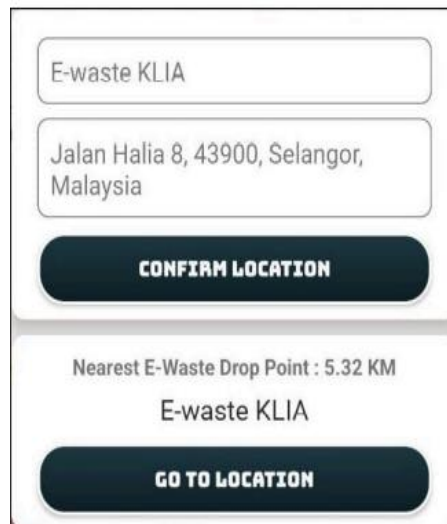 E-waste KLIA
Jalan Halia 8, 43900, Selangor,
Malaysia
CONFIRM LOCATION
Nearest E-Waste Drop Point : 5.32 KM
E-waste KLIA
GO TO LOCATION